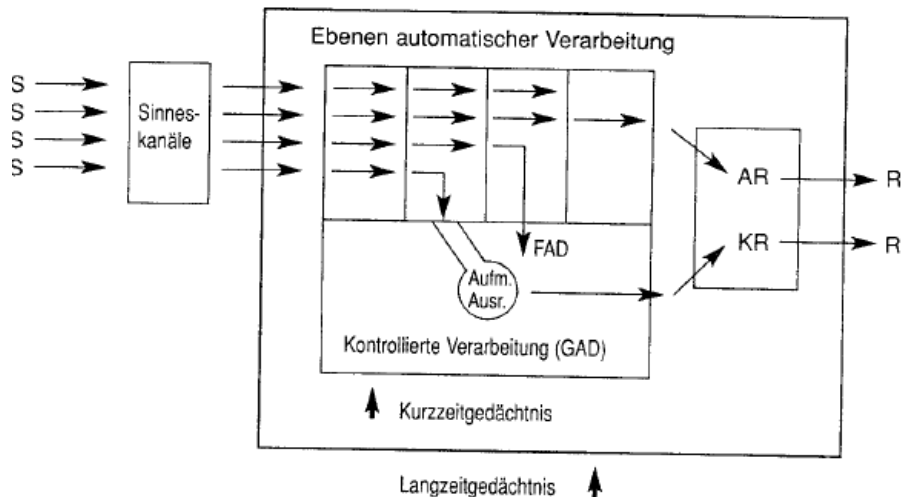 Ebenen automatischer Verarbeitung
S
S
S
S
Sinnes-
kanäle
FAD
Aufm.
Ausr.
Kontrollierte Verarbeitung (GAD)
AR
KR
R
R
Kurzzeitgedächtnis
Langzeitgedächtnis